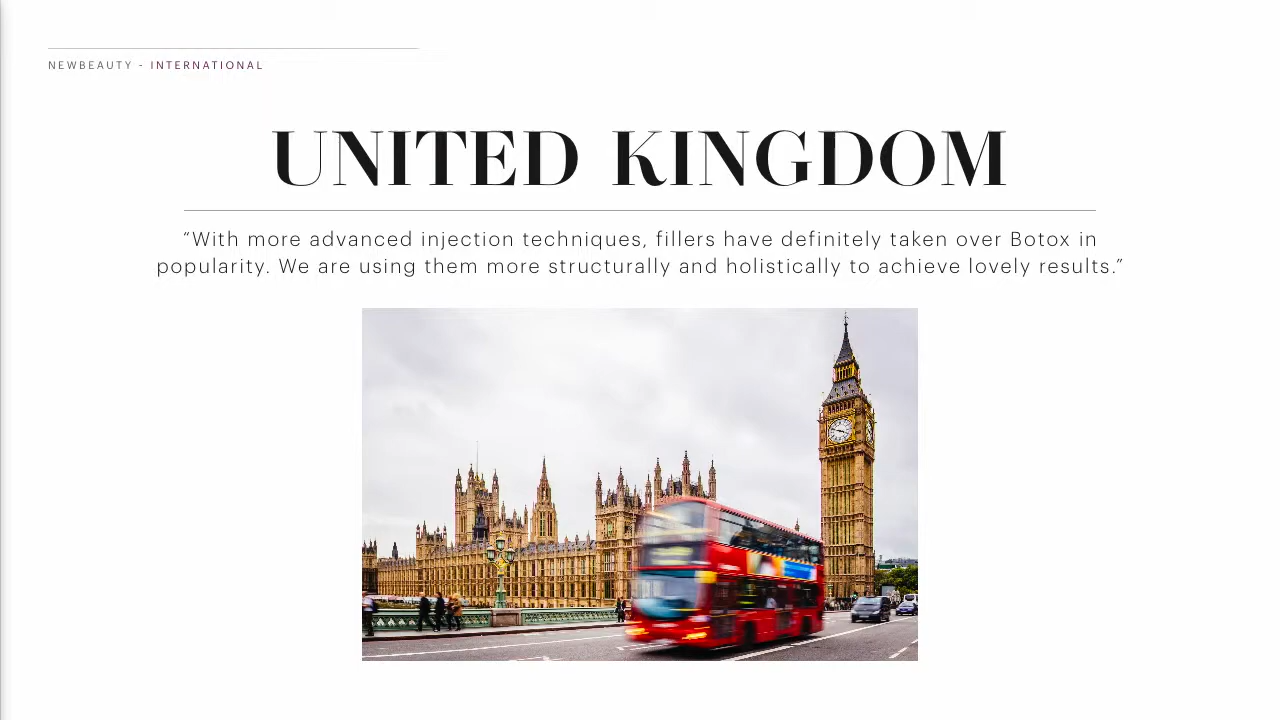 NEWBEAUTY - INTERNATIONAL
UNITED KINGDOM
“With more advanced injection techniques, fillers have definitely taken over Botox in
popularity. We are using them more structurally and holistically to achieve lovely results.”